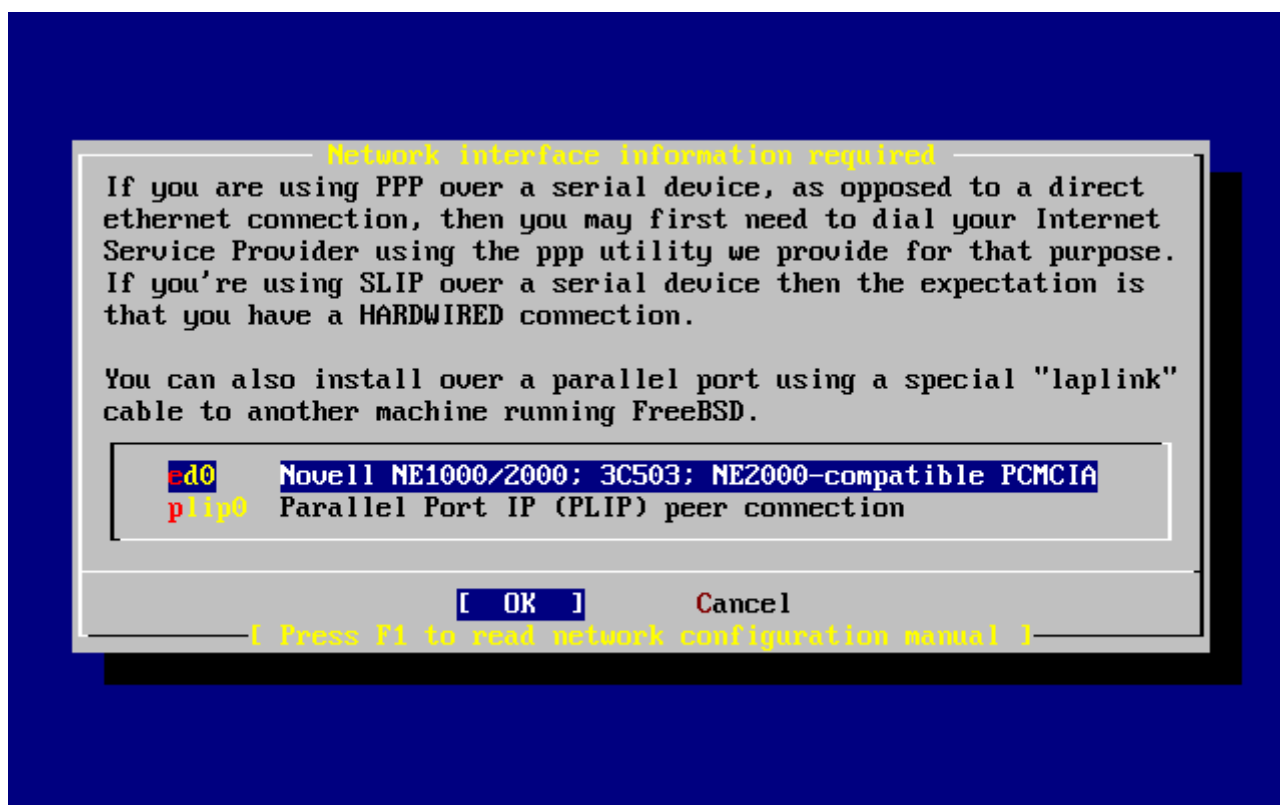 Network interface information required
If you are using PPP over a serial device, as opposed to a direct
ethernet connection, then you may first need to dial your Internet
Service Provider using the ppp utility we provide for that purpose.
If you're using SLIP over a serial device then the expectation is
that you have a HARDWIRED connection.
You can also install over a parallel port using a special "laplink"
cable to another machine running FreeBSD.
ed0 Novell NE1000/2000; 3C503; NE2000-compatible PCMCIA
plip0 Parallel Port IP (PLIP) peer connection
[ OK ] Cancel
[ Press F1 to read network configuration manual ]